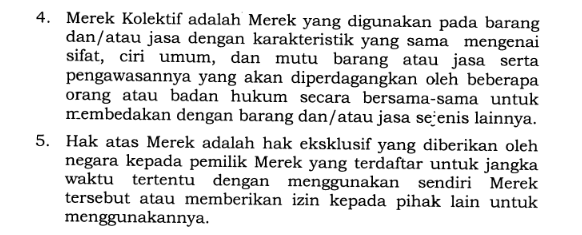 4. Merek Kolektif adalah Merek yang digunakan pada barang
dan/atau jasa dengan karakteristik yang sama mengenai
sifat, ciri umum, dan mutu barang atau jasa serta
pengawasannya yang akan diperdagangkan oleh beberapa
orang atau badan hukum secara bersama-sama untuk
membedakan dengan barang dan/atau jasa sejenis lainnya.
5. Hak atas Merek adalah hak eksklusif yang diberikan oleh
negara kepada pemilik Merek yang terdaftar untuk jangka
waktu tertentu dengan menggunakan sendiri Merek
tersebut atau memberikan izin kepada pihak lain untuk
menggunakannya.